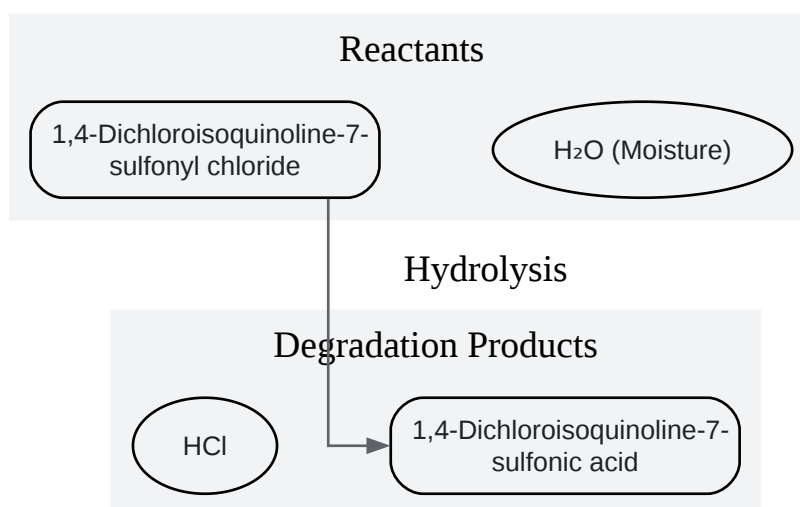 Reactants
1,4-Dichloroisoquinoline-7-
sulfonyl chloride
H₂O (Moisture)
Hydrolysis
Degradation Products
HCl
1,4-Dichloroisoquinoline-7-
sulfonic acid